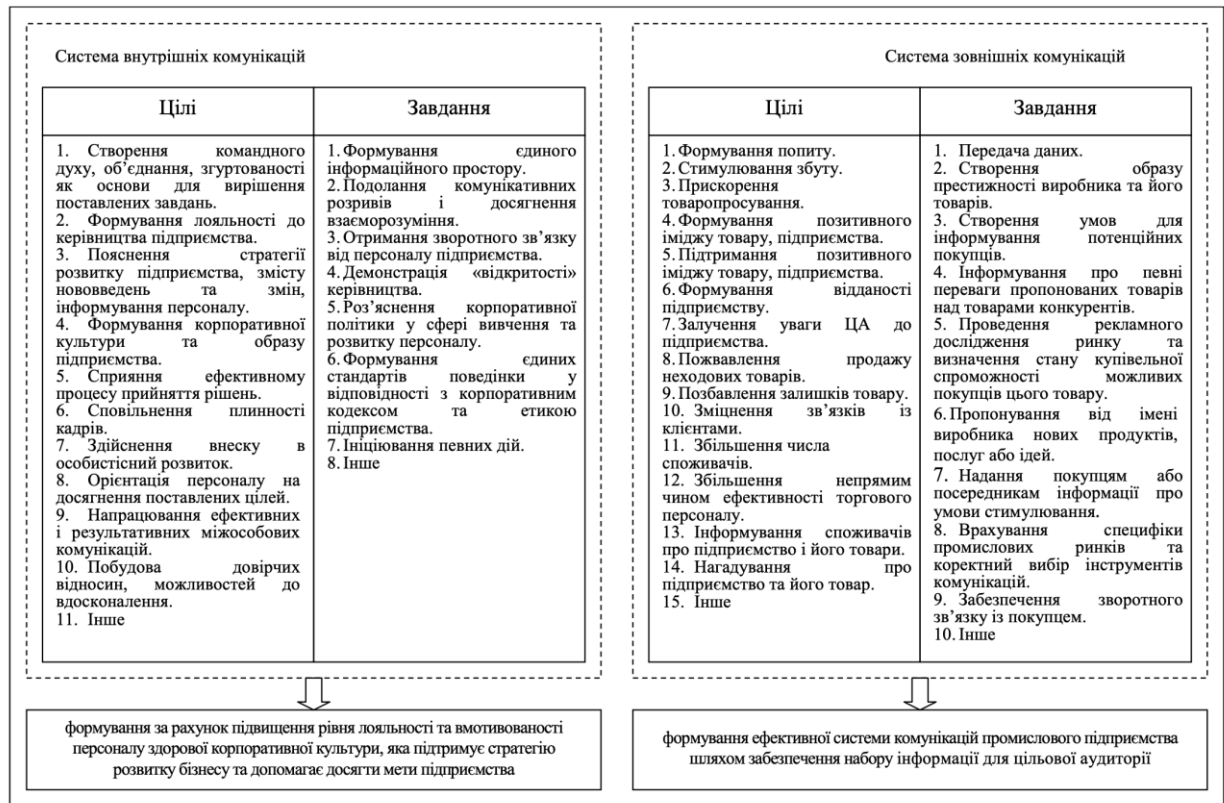 Система внутрішніх комунікацій
Цілі
Завдання
1. Створення командного
духу, об’єднання, згуртованості
як основи для вирішення
поставлених завдань.
2. Формування лояльності до
керівництва підприємства.
3. Пояснення стратегії
розвитку підприємства, змісту
нововведень та змін,
інформування персоналу.
4. Формування корпоративної
культури та образу
підприємства.
5. Сприяння ефективному
процесу прийняття рішень.
6. Сповільнення плинності
кадрів.
7. Здійснення внеску в
особистісний розвиток.
8. Орієнтація персоналу на
досягнення поставлених цілей.
9. Напрацювання ефективних
і результативних міжособових
комунікацій.
10. Побудова довірчих
відносин, можливостей до
вдосконалення.
11. Інше
1. Формування єдиного
інформаційного простору.
2. Подолання комунікативних
розривів і досягнення
взаєморозуміння.
3. Отримання зворотного зв’язку
від персоналу підприємства.
4. Демонстрація «відкритості»
керівництва.
5. Роз’яснення корпоративної
політики у сфері вивчення та
розвитку персоналу.
6. Формування єдиних
стандартів поведінки у
відповідності з корпоративним
кодексом та етикою
підприємства.
7. Ініціювання певних дій.
8. Інше
формування за рахунок підвищення рівня лояльності та вмотивованості
персоналу здорової корпоративної культури, яка підтримує стратегію
розвитку бізнесу та допомагає досягти мети підприємства
Система зовнішніх комунікацій
Цілі
Завдання
1. Формування попиту.
2. Стимулювання збуту.
3. Прискорення
товаропросування.
4. Формування позитивного
іміджу товару, підприємства.
5. Підтримання позитивного
іміджу товару, підприємства.
6. Формування відданості
підприємству.
7. Залучення уваги ЦА до
підприємства.
8. Пожвавлення продажу
неходових товарів.
9. Позбавлення залишків товару.
10. Зміцнення зв’язків із
клієнтами.
11. Збільшення числа
споживачів.
12. Збільшення непрямим
чином ефективності торгового
персоналу.
13. Інформування споживачів
про підприємство і його товари.
14. Нагадування про
підприємство та його товар.
15. Інше
1. Передача даних.
2. Створення образу
престижності виробника та його
товарів.
3. Створення умов для
інформування потенційних
покупців.
4. Інформування про певні
переваги пропонованих товарів
над товарами конкурентів.
5. Проведення рекламного
дослідження ринку та
визначення стану купівельної
спроможності можливих
покупців цього товару.
6. Пропонування від імені
виробника нових продуктів,
послуг або ідей.
7. Надання покупцям або
посередникам інформації про
умови стимулювання.
8. Врахування специфіки
промислових ринків та
коректний вибір інструментів
комунікацій.
9. Забезпечення зворотного
зв’язку із покупцем.
10. Інше
формування ефективної системи комунікацій промислового підприємства
шляхом забезпечення набору інформації для цільової аудиторії